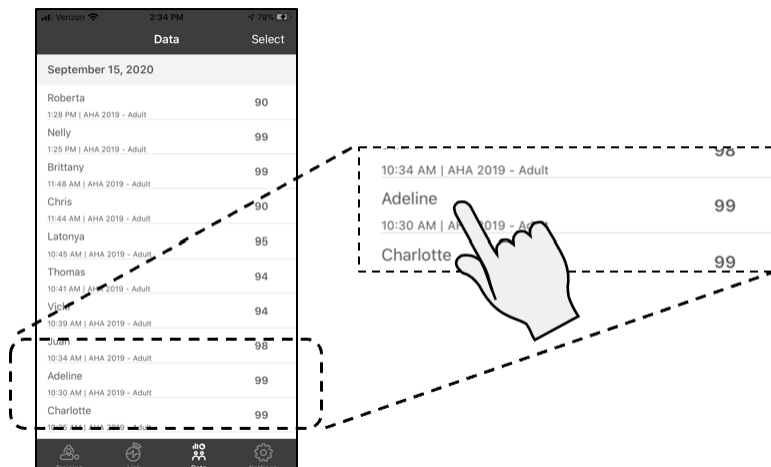 Verizon 2:34 PM 79%
Data Select
September 15, 2020
Roberta 90
1:28 PM | AHA 2019 - Adult
Nelly 99
1:25 PM | AHA 2019 - Adult
Brittany 99
11:48 AM | AHA 2019 - Adult
Chris 90
11:44 AM | AHA 2019 - Adult
Latonya 95
10:45 AM | AHA 2019 - Adult
Thomas 94
10:41 AM | AHA 2019 - Adult
Vicki 94
10:39 AM | AHA 2019 - Adult
Juan 98
10:34 AM | AHA 2019 - Adult
Adeline 99
10:30 AM | AHA 2019 - Adult
Charlotte 99
AHA 2019 - Adult
Data
98
10:34 AM | AHA 2019 - Adult
Adeline 99
10:30 AM | 2019
Charlotte 99